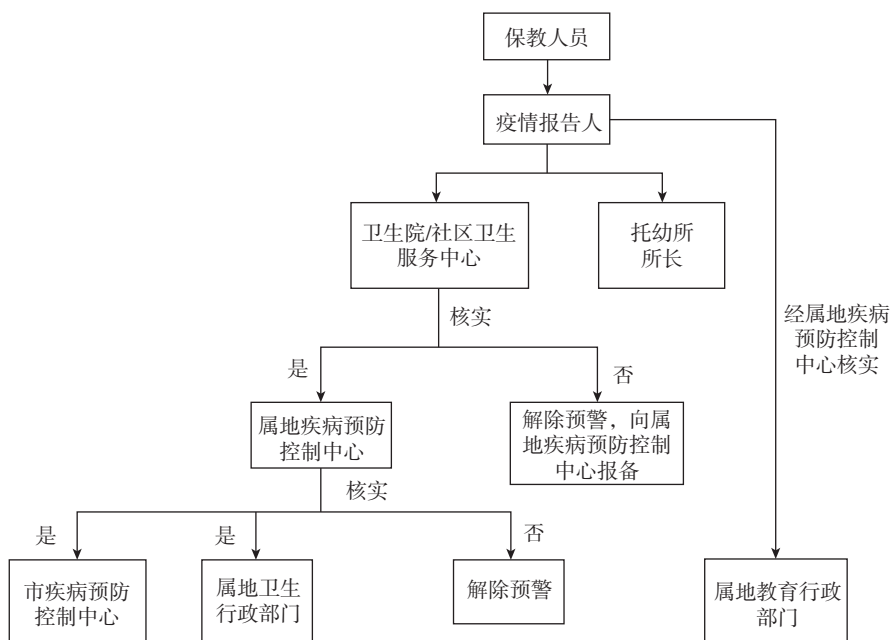 保教人员
疫情报告人
卫生院/社区卫生
服务中心
托幼所
所长
核实
经属地疾病
预防控制
中心核实
是
否
属地疾病预防
控制中心
解除预警，向属
地疾病预防控制
中心报备
核实
是
是
否
市疾病预防
控制中心
属地卫生
行政部门
解除预警
属地教育行政
部门